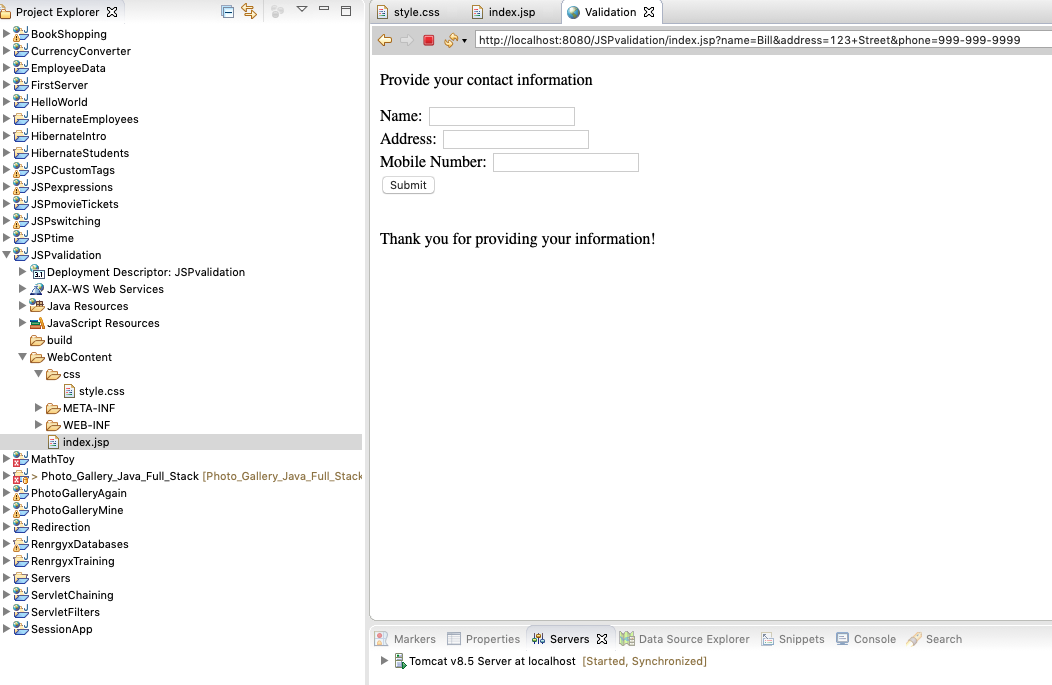 Project Explorer
BookShopping
CurrencyConverter
EmployeeData
FirstServer
HelloWorld
HibernateEmployees
HibernateIntro
HibernateStudents
JSPCustomTags
JSPexpressions
JSPmovieTickets
JSPswitching
JSPtime
JSPvalidation
Deployment Descriptor: JSPvalidation
JAX-WS Web Services
Java Resources
JavaScript Resources
build
WebContent
css
style.css
META-INF
WEB-INF
index.jsp
MathToy
> Photo_Gallery_Java_Full_Stack [Photo_Gallery_Java_Full_Stack
PhotoGalleryAgain
PhotoGalleryMine
Redirection
RenrgyxDatabases
RenrgyxTraining
Servers
ServletChaining
ServletFilters
SessionApp
style.css index.jsp Validation
http://localhost:8080/JSPvalidation/index.jsp?name=Bill&address=123+Street&phone=999-999-9999
Provide your contact information
Name:
Address:
Mobile Number:
Submit
Thank you for providing your information!
Markers Properties Servers Data Source Explorer Snippets Console Search
Tomcat v8.5 Server at localhost [Started, Synchronized]